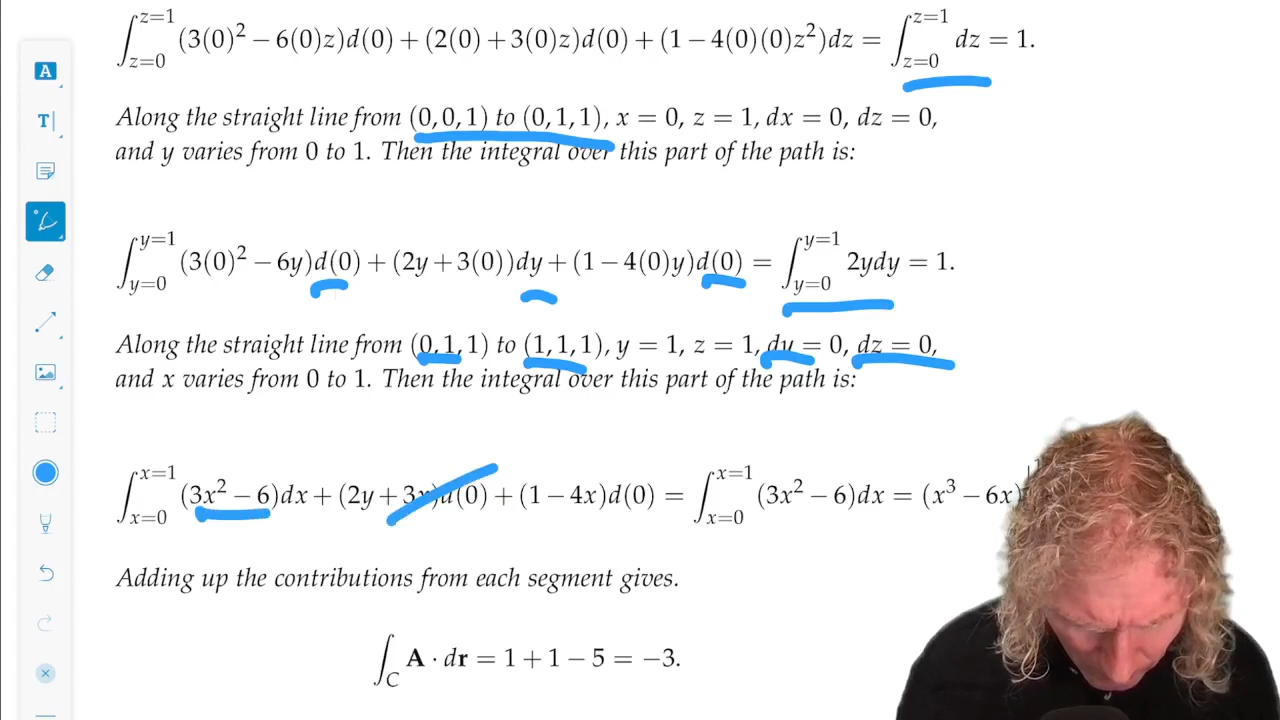 ∫_{z=0}^{z=1} (3(0)² − 6(0)z)d(0) + (2(0) + 3(0)z)d(0) + (1 − 4(0)(0)z²)dz = ∫_{z=0}^{z=1} dz = 1.
Along the straight line from (0,0,1) to (0,1,1), x = 0, z = 1, dx = 0, dz = 0,
and y varies from 0 to 1. Then the integral over this part of the path is:
∫_{y=0}^{y=1} (3(0)² − 6y)d(0) + (2y + 3(0))dy + (1 − 4(0)y)d(0) = ∫_{y=0}^{y=1} 2ydy = 1.
Along the straight line from (0,1,1) to (1,1,1), y = 1, z = 1, dy = 0, dz = 0,
and x varies from 0 to 1. Then the integral over this part of the path is:
∫_{x=0}^{x=1} (3x² − 6)dx + (2y + 3x)d(0) + (1 − 4x)d(0) = ∫_{x=0}^{x=1} (3x² − 6)dx = (x³ − 6x)
Adding up the contributions from each segment gives.
∫_C A · dr = 1 + 1 − 5 = −3.